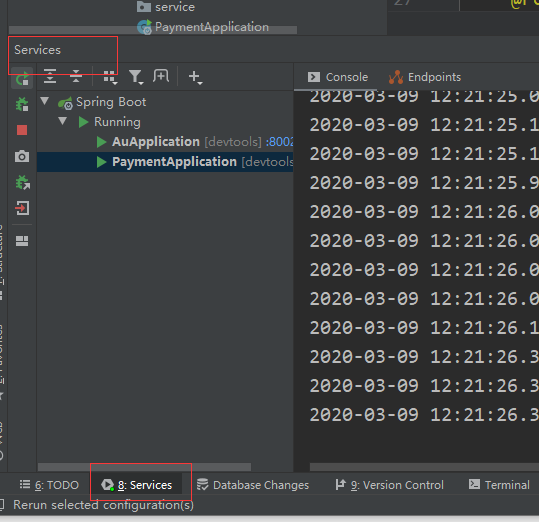 service
27
@P
PaymentApplication
Services
Console
Endpoints
Spring Boot
Running
AuApplication [devtools] :8002
PaymentApplication [devtools
2020-03-09 12:21:25.0
2020-03-09 12:21:25.1
2020-03-09 12:21:25.1
2020-03-09 12:21:25.9
2020-03-09 12:21:26.0
2020-03-09 12:21:26.0
2020-03-09 12:21:26.0
2020-03-09 12:21:26.0
2020-03-09 12:21:26.1
2020-03-09 12:21:26.3
2020-03-09 12:21:26.3
2020-03-09 12:21:26.3
6: TODO
8: Services
Database Changes
9: Version Control
Terminal
Rerun selected configuration(s)